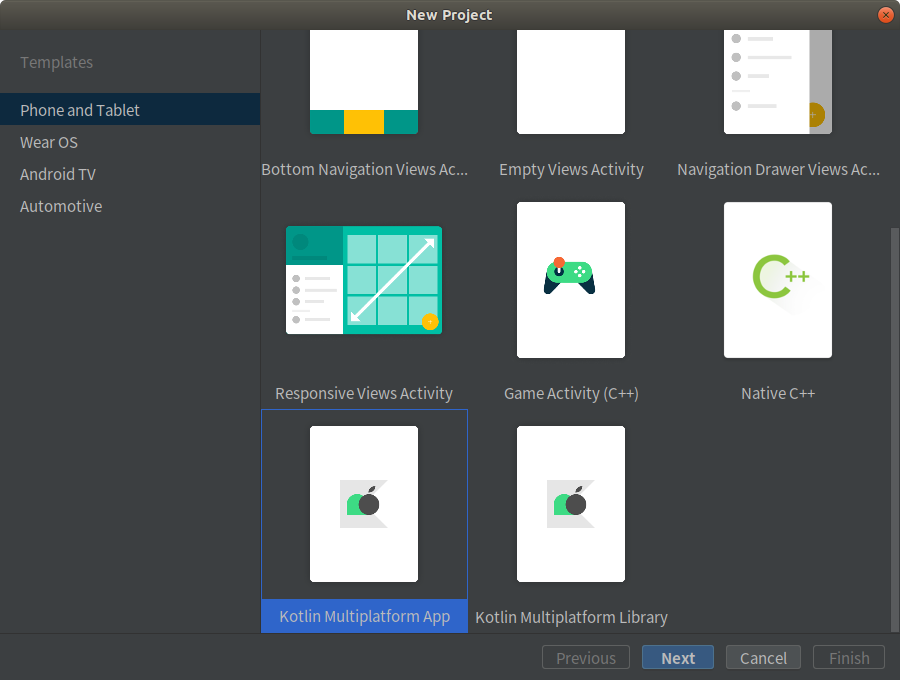 New Project
Templates
Phone and Tablet
Wear OS
Android TV
Automotive
Bottom Navigation Views Ac...
Empty Views Activity
Navigation Drawer Views Ac...
C++
Responsive Views Activity
Game Activity (C++)
Native C++
Kotlin Multiplatform App
Kotlin Multiplatform Library
Previous
Next
Cancel
Finish